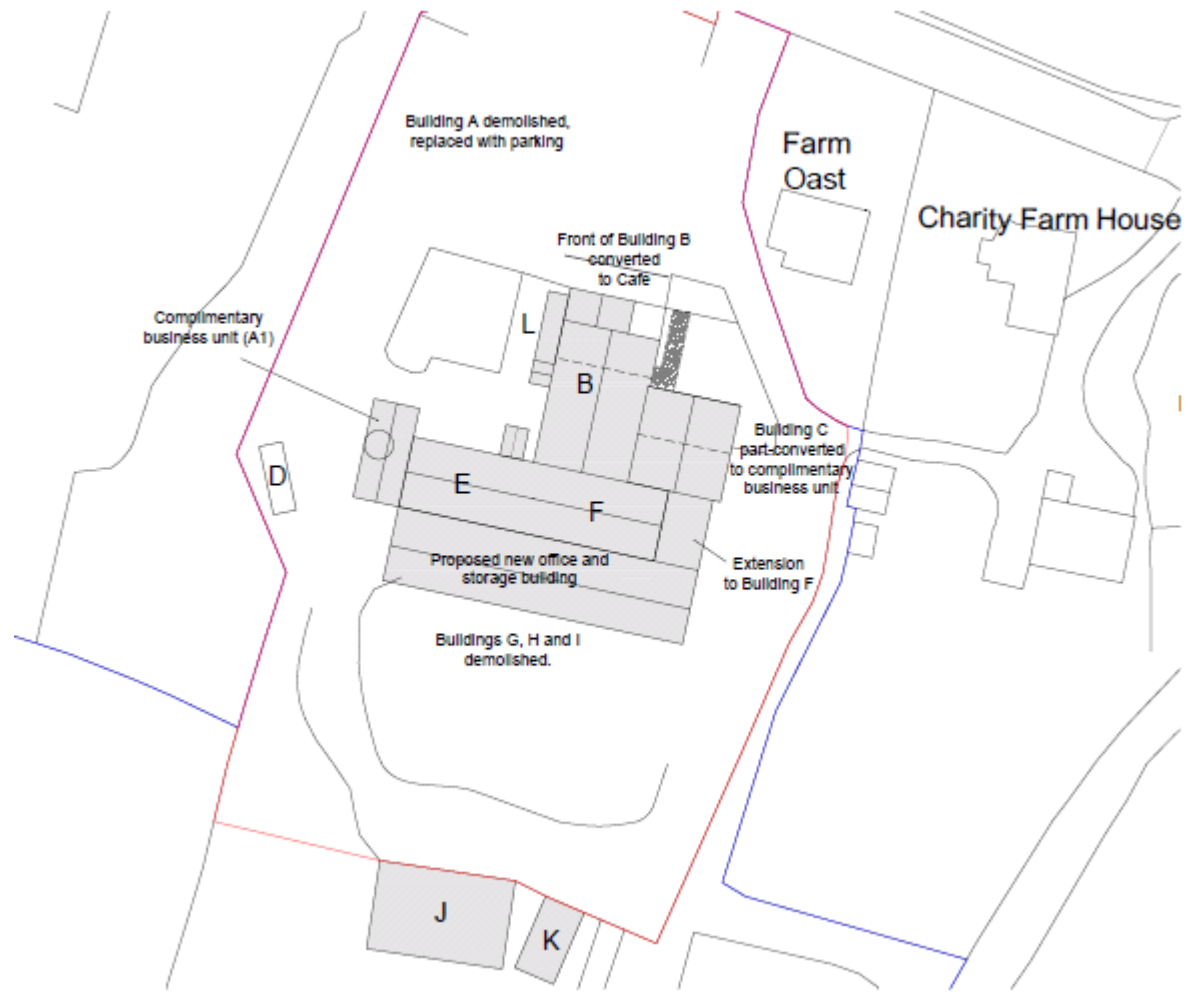 Building A demolished,
replaced with parking
Farm
Oast
Charity Farm House
Front of Building B
converted
to Cafe
Complimentary
business unit (A1)
L
B
Building C
part-converted
to complimentary
business unit
D
E
F
Proposed new office and
storage building
Extension
to Building F
Buildings G, H and I
demolished.
J
K